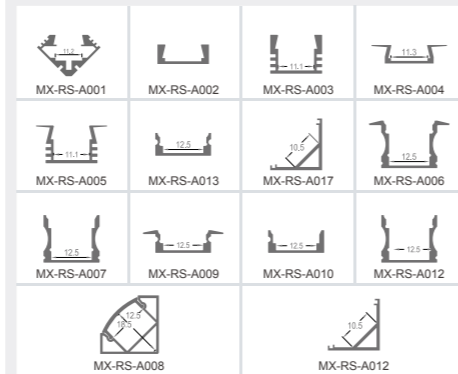 11.2
MX-RS-A001
MX-RS-A002
11.1
MX-RS-A003
11.3
MX-RS-A004
11.1
MX-RS-A005
12.5
MX-RS-A013
10.5
MX-RS-A017
12.5
MX-RS-A006
12.5
MX-RS-A007
12.5
MX-RS-A009
12.5
MX-RS-A010
12.5
MX-RS-A012
12.5
18.5
MX-RS-A008
10.5
MX-RS-A012